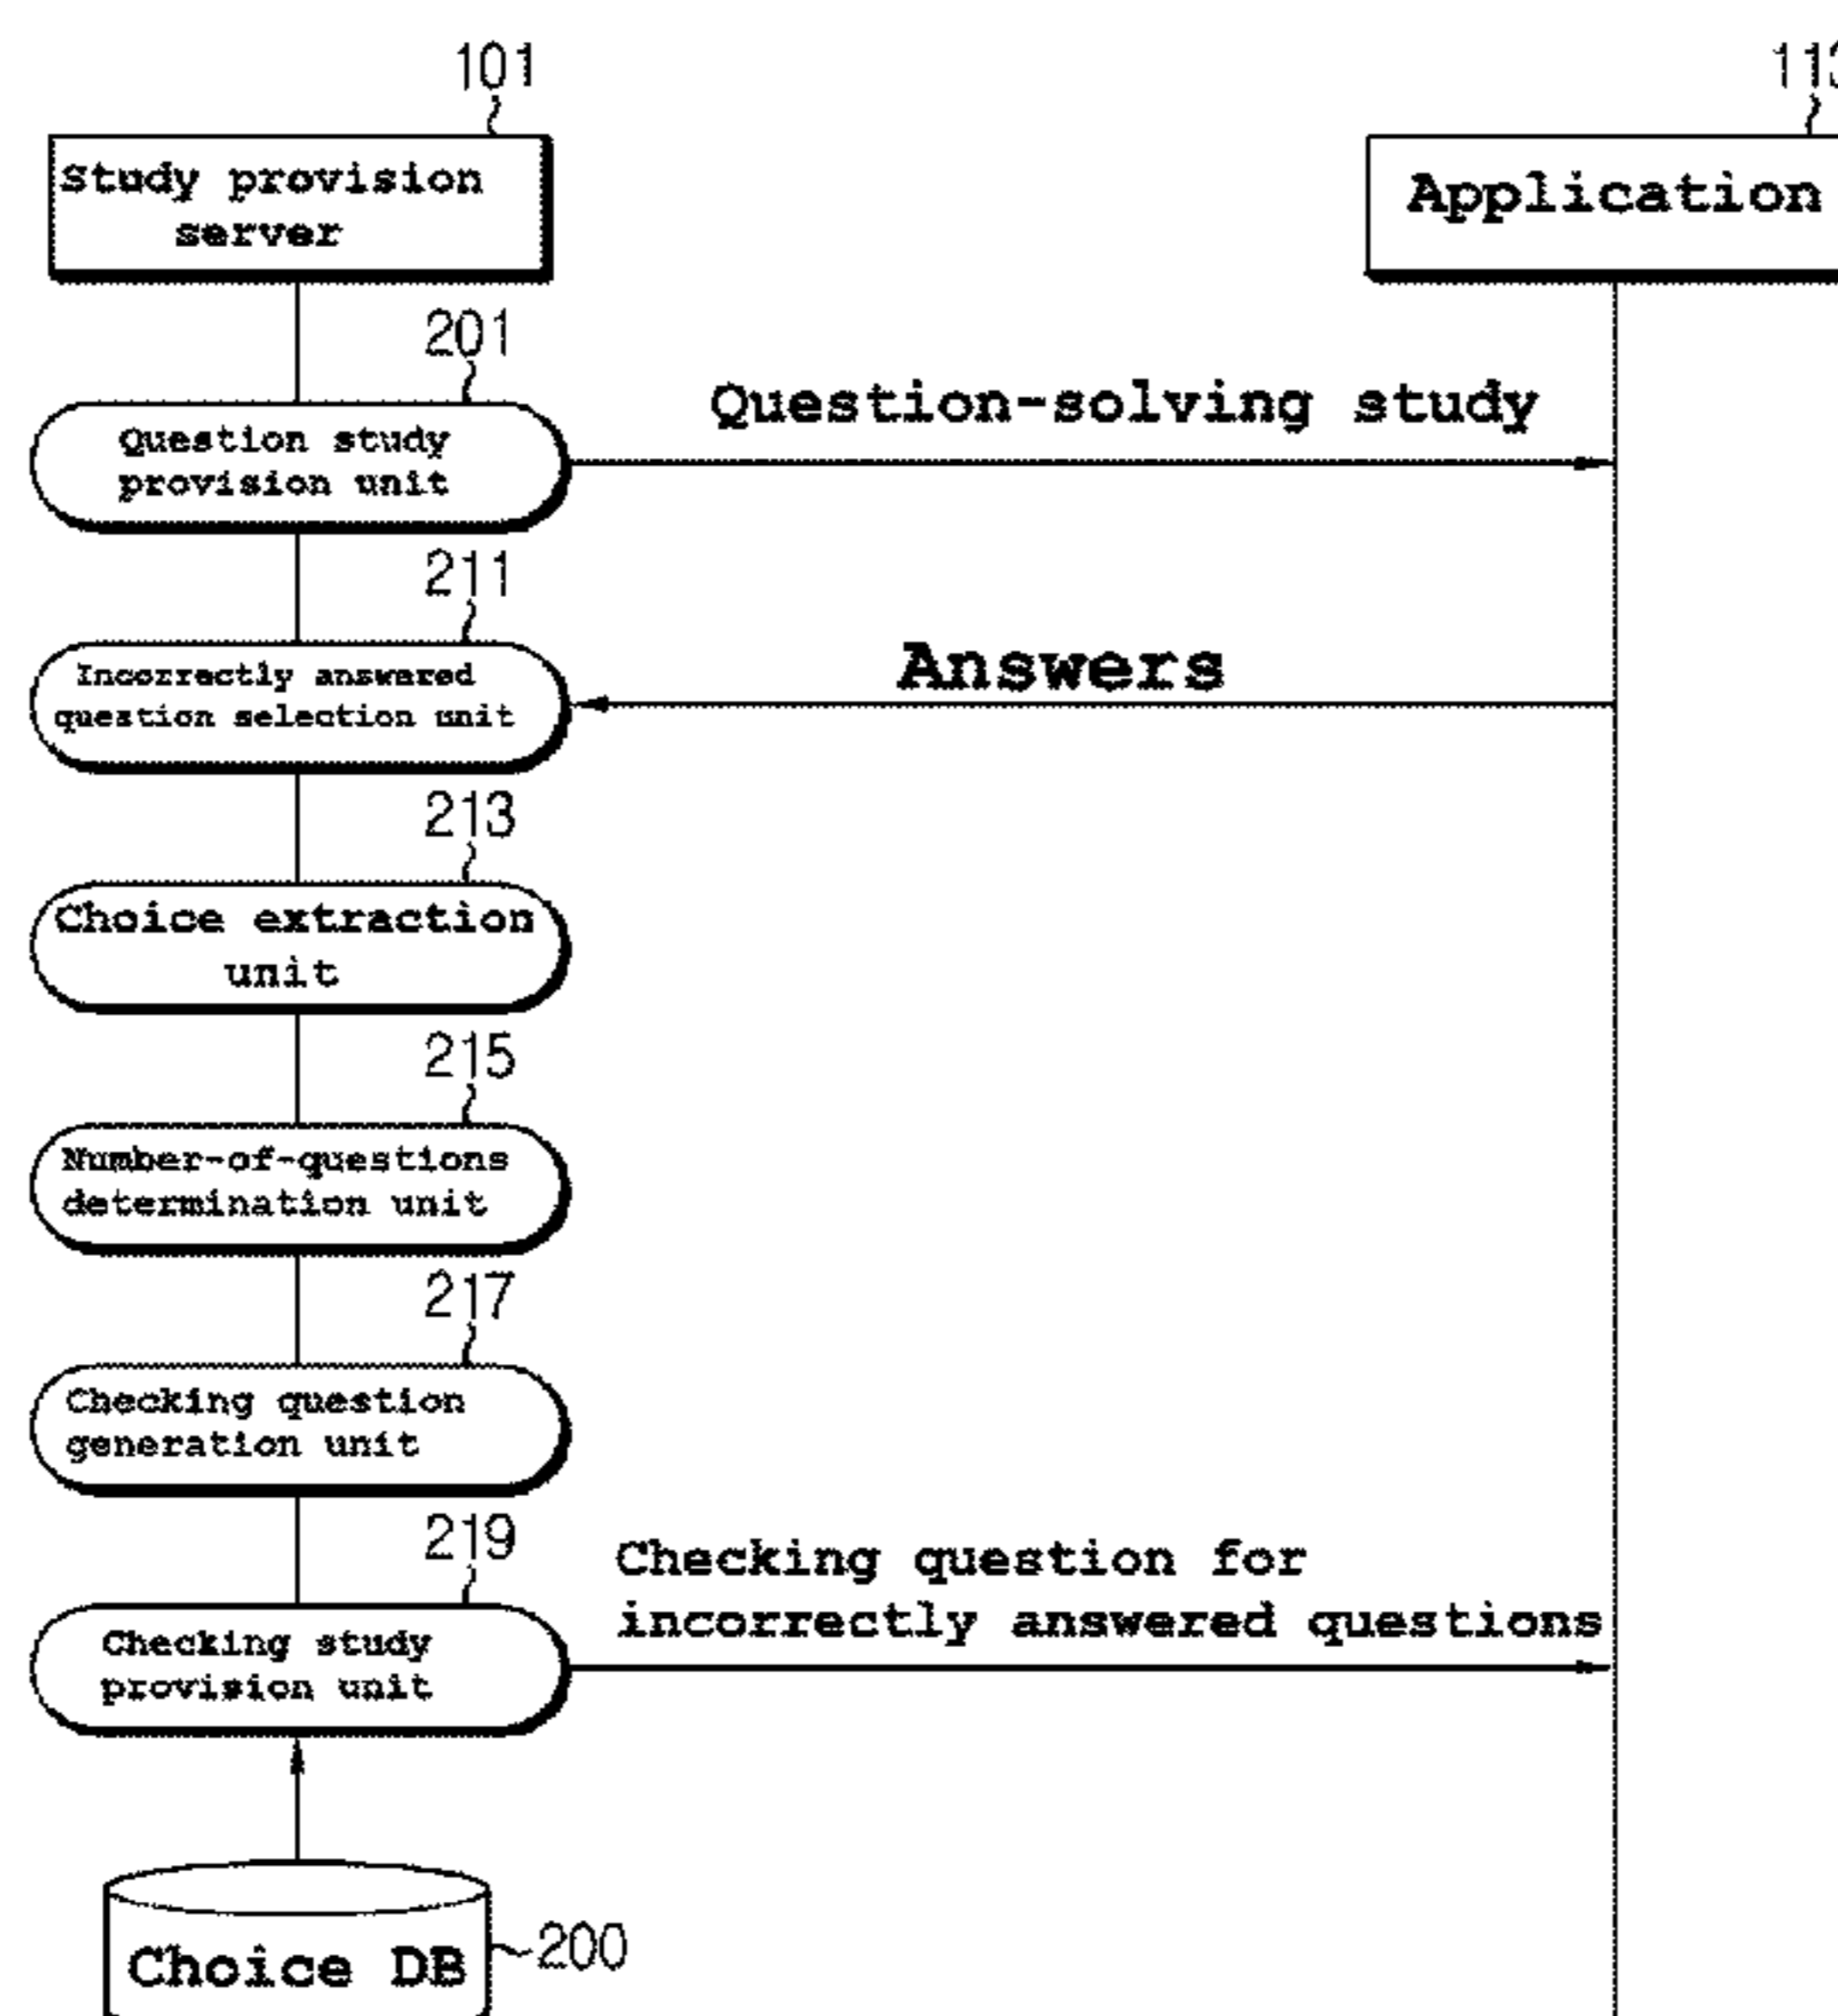 101
Study provision
server
Application
201
Question study
provision unit
Question-solving study
211
Incorrectly answered
question selection unit
Answers
213
Choice extraction
unit
215
Number-of-questions
determination unit
217
Checking question
generation unit
219
Checking study
provision unit
Checking question for
incorrectly answered questions
Choice DB
200